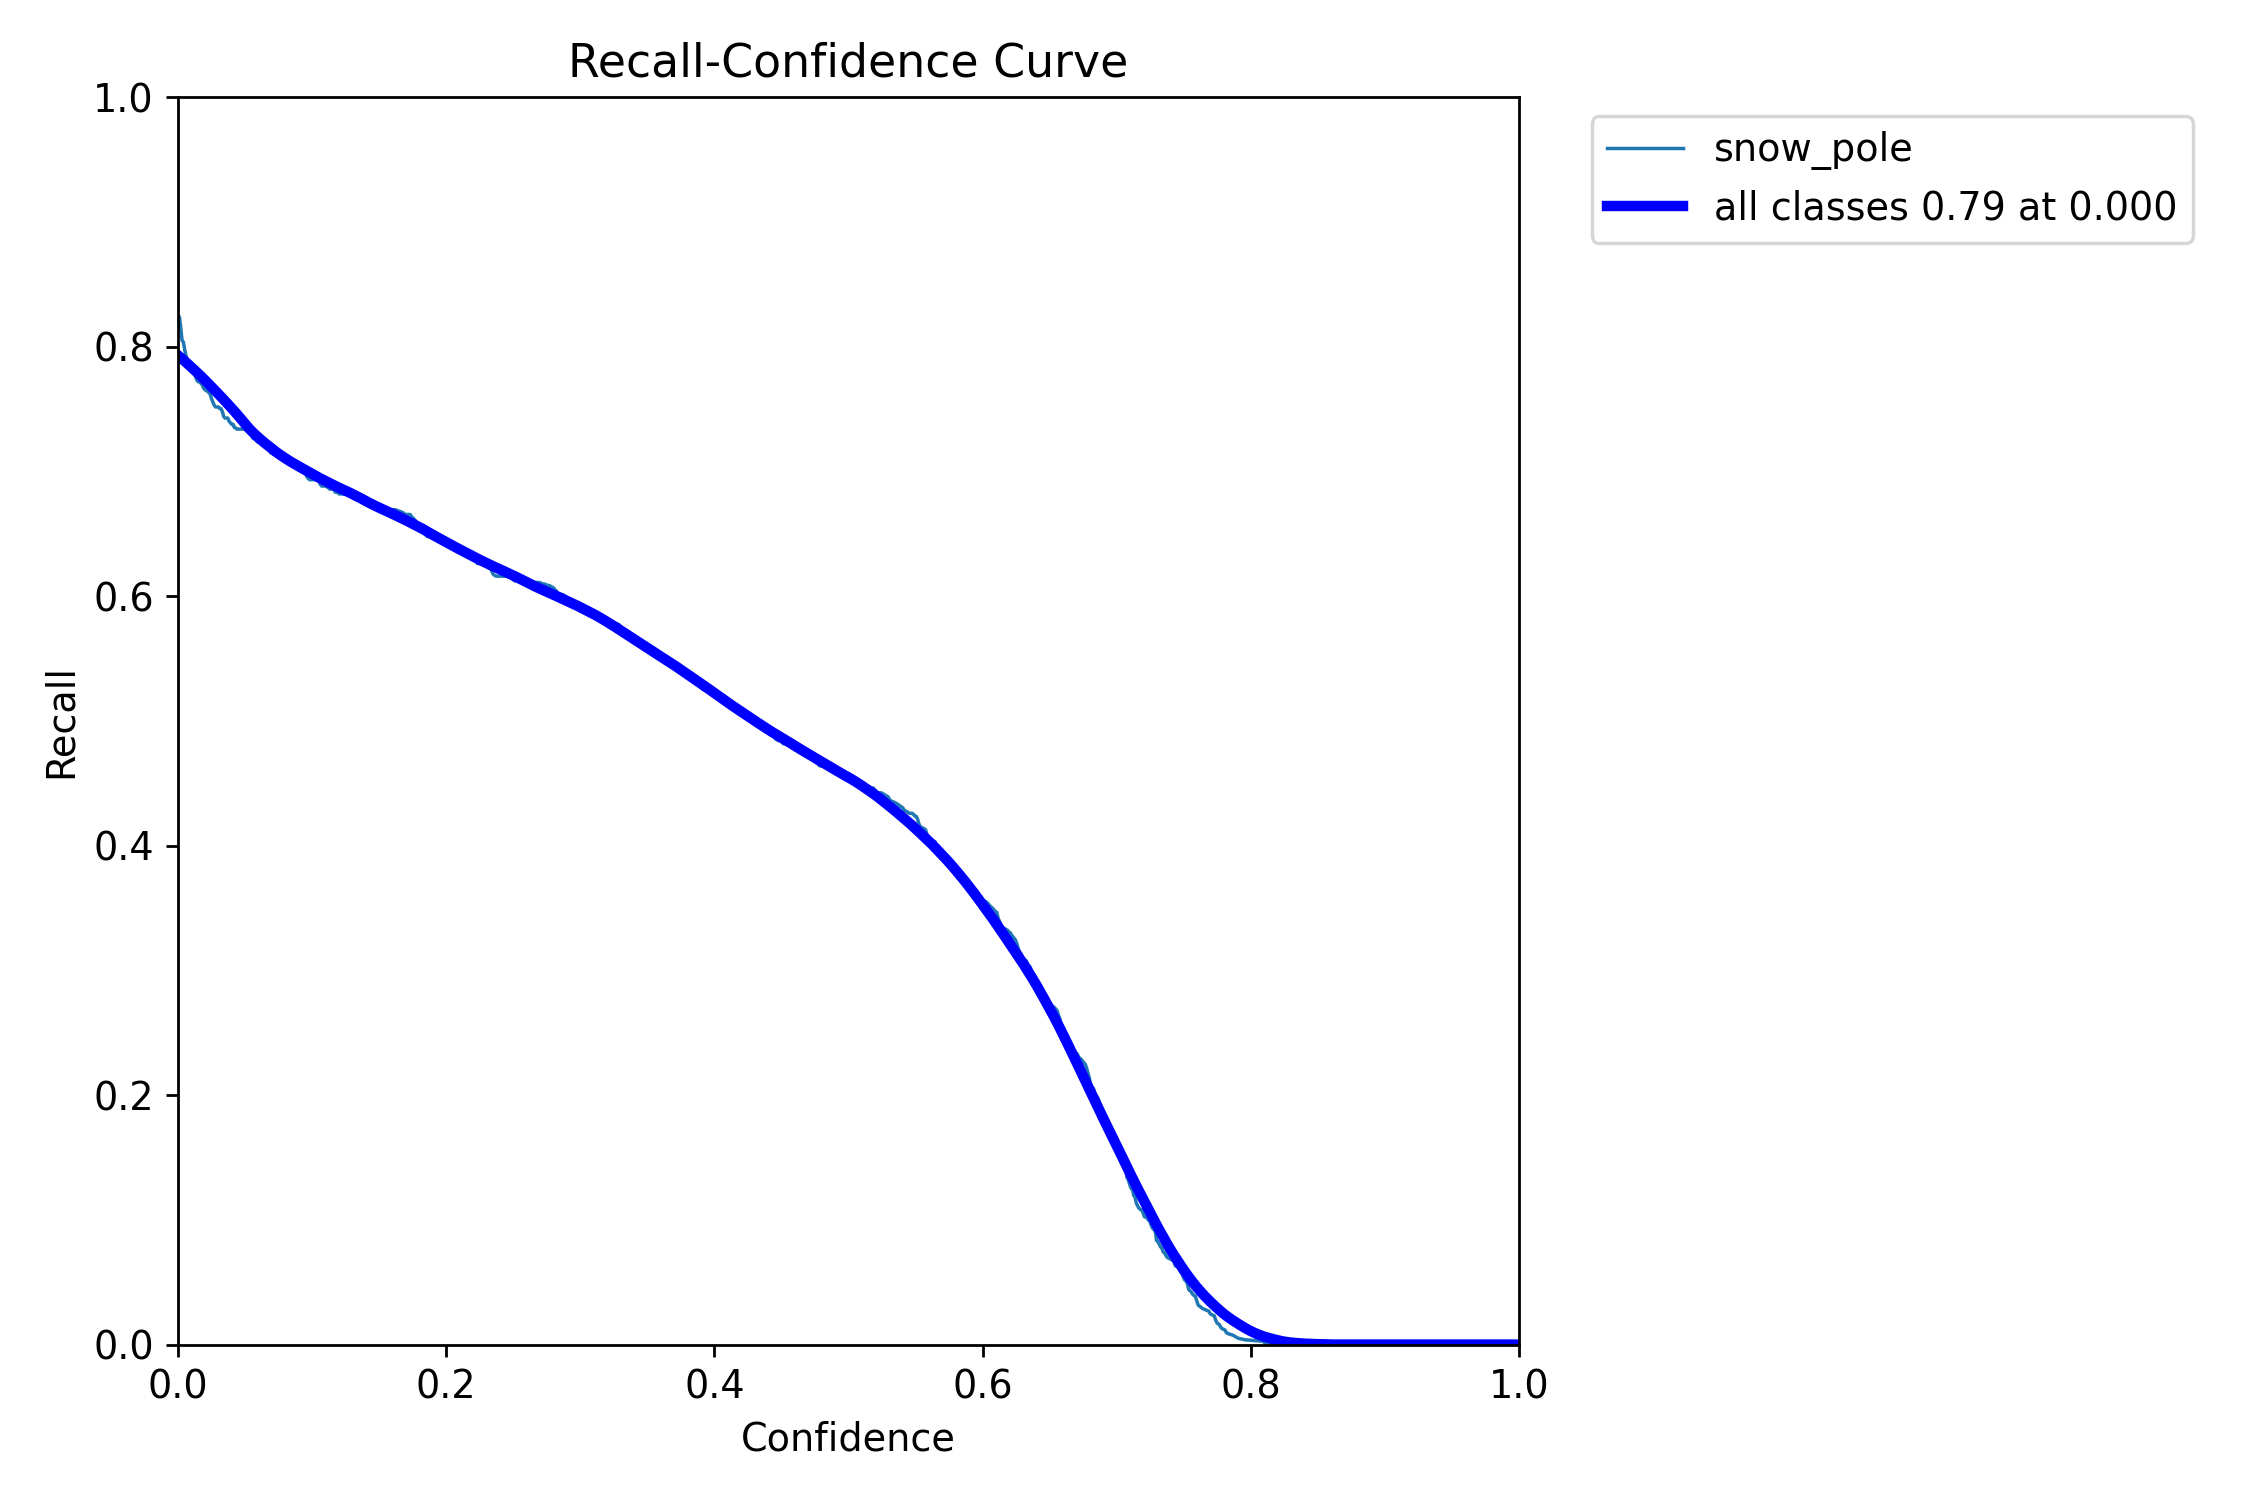 Recall-Confidence Curve
1.0
0.8
0.6
0.4
0.2
0.0
Recall
0.0 0.2 0.4 0.6 0.8 1.0
Confidence
snow_pole
all classes 0.79 at 0.000